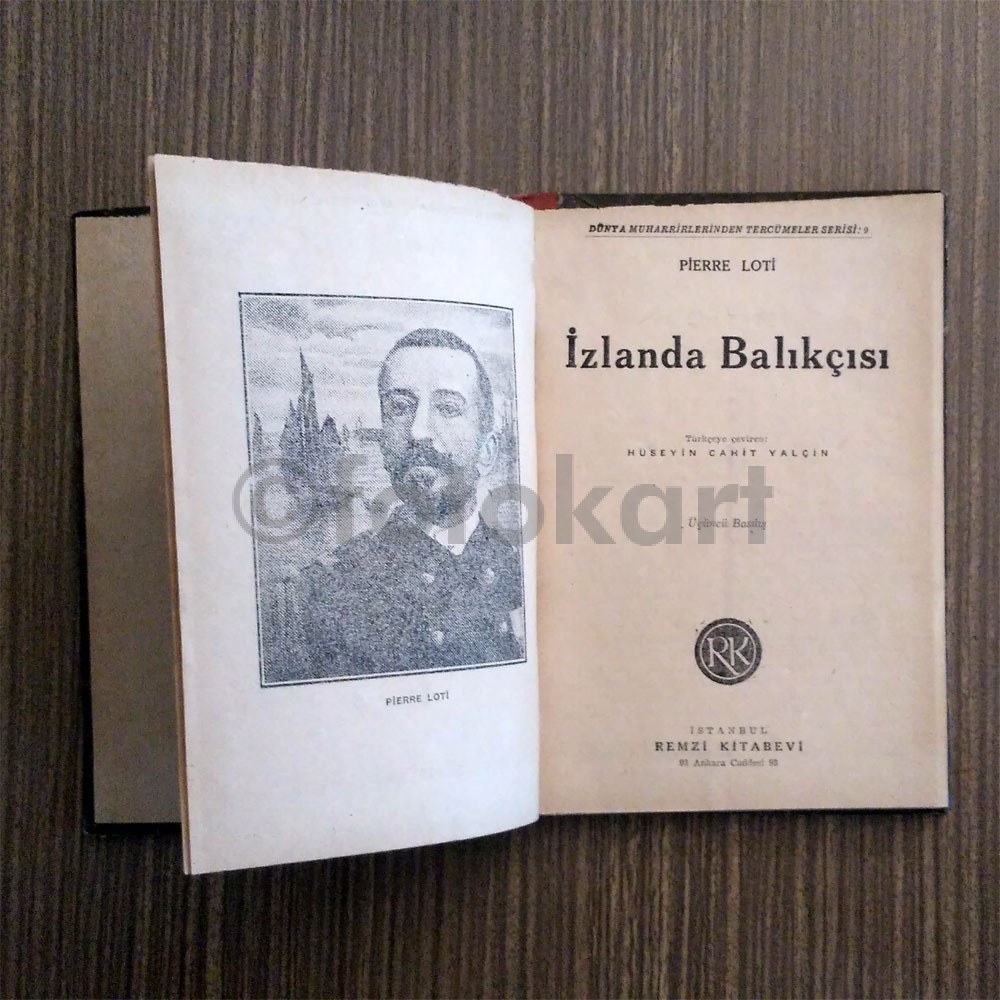 PİERRE LOTİ
DÜNYA MUHARRİRLERİNDEN TERCÜMELER SERİSİ: 9
PİERRE LOTİ
İzlanda Balıkçısı
Türkçeye çeviren:
HÜSEYİN CAHİT YALÇIN
Üçüncü Basılış
RK
İSTANBUL
REMZİ KİTABEVİ
93 Ankara Caddesi 93
©fotokart